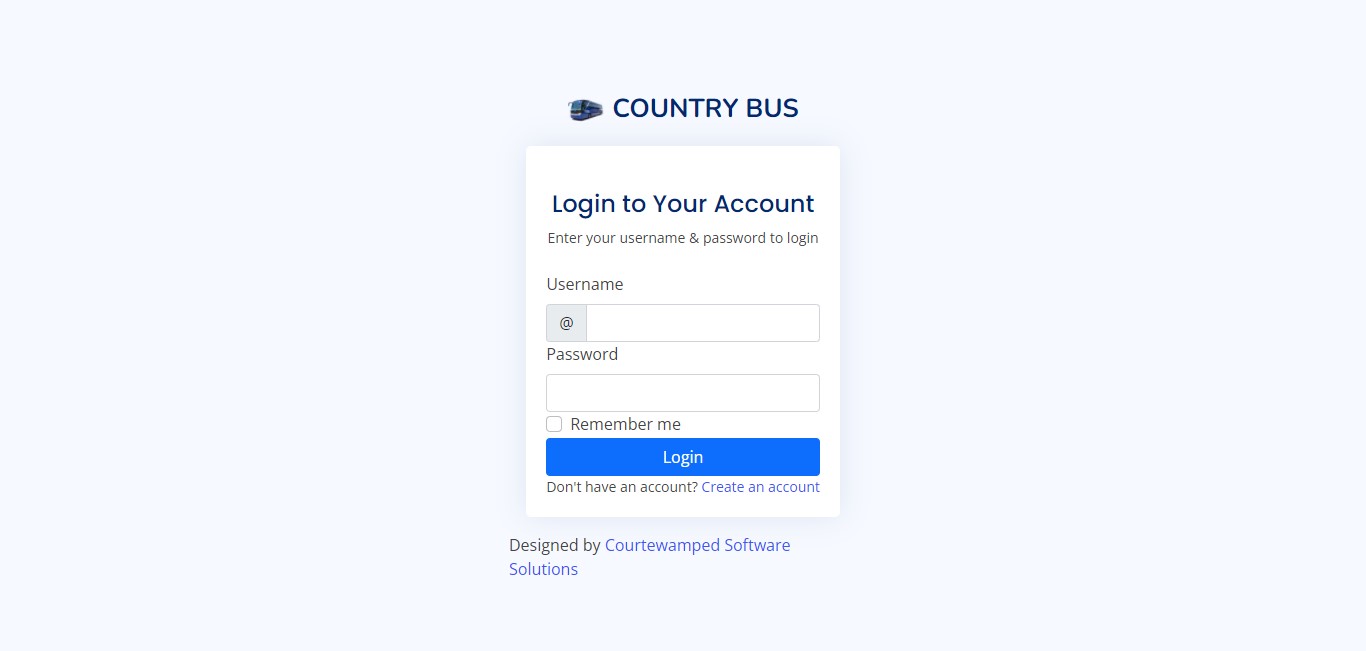 COUNTRY BUS
Login to Your Account
Enter your username & password to login
Username
@
Password
Remember me
Login
Don't have an account? Create an account
Designed by Courtewamped Software
Solutions